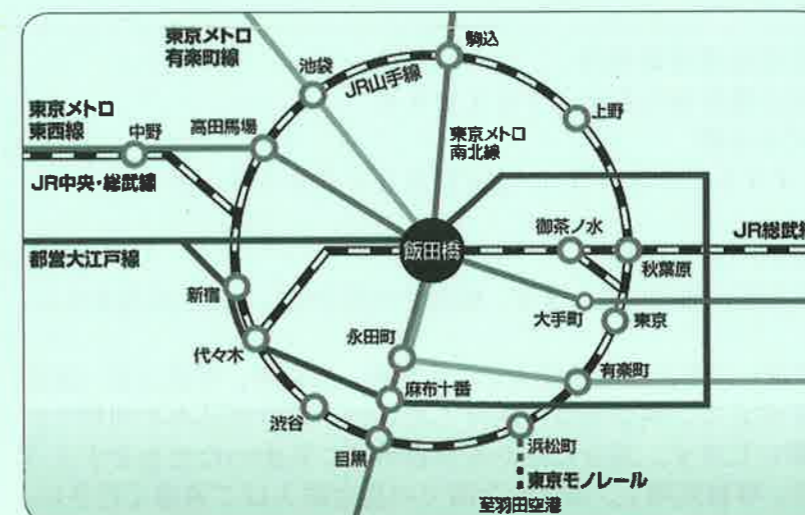 東京メトロ
有楽町線
池袋
JR山手線
駒込
上野
東京メトロ
東西線
中野
高田馬場
東京メトロ
南北線
JR中央・総武線
飯田橋
御茶ノ水
JR総武線
秋葉原
都営大江戸線
新宿
大手町
東京
代々木
永田町
有楽町
麻布十番
渋谷
目黒
浜松町
東京モノレール
至羽田空港